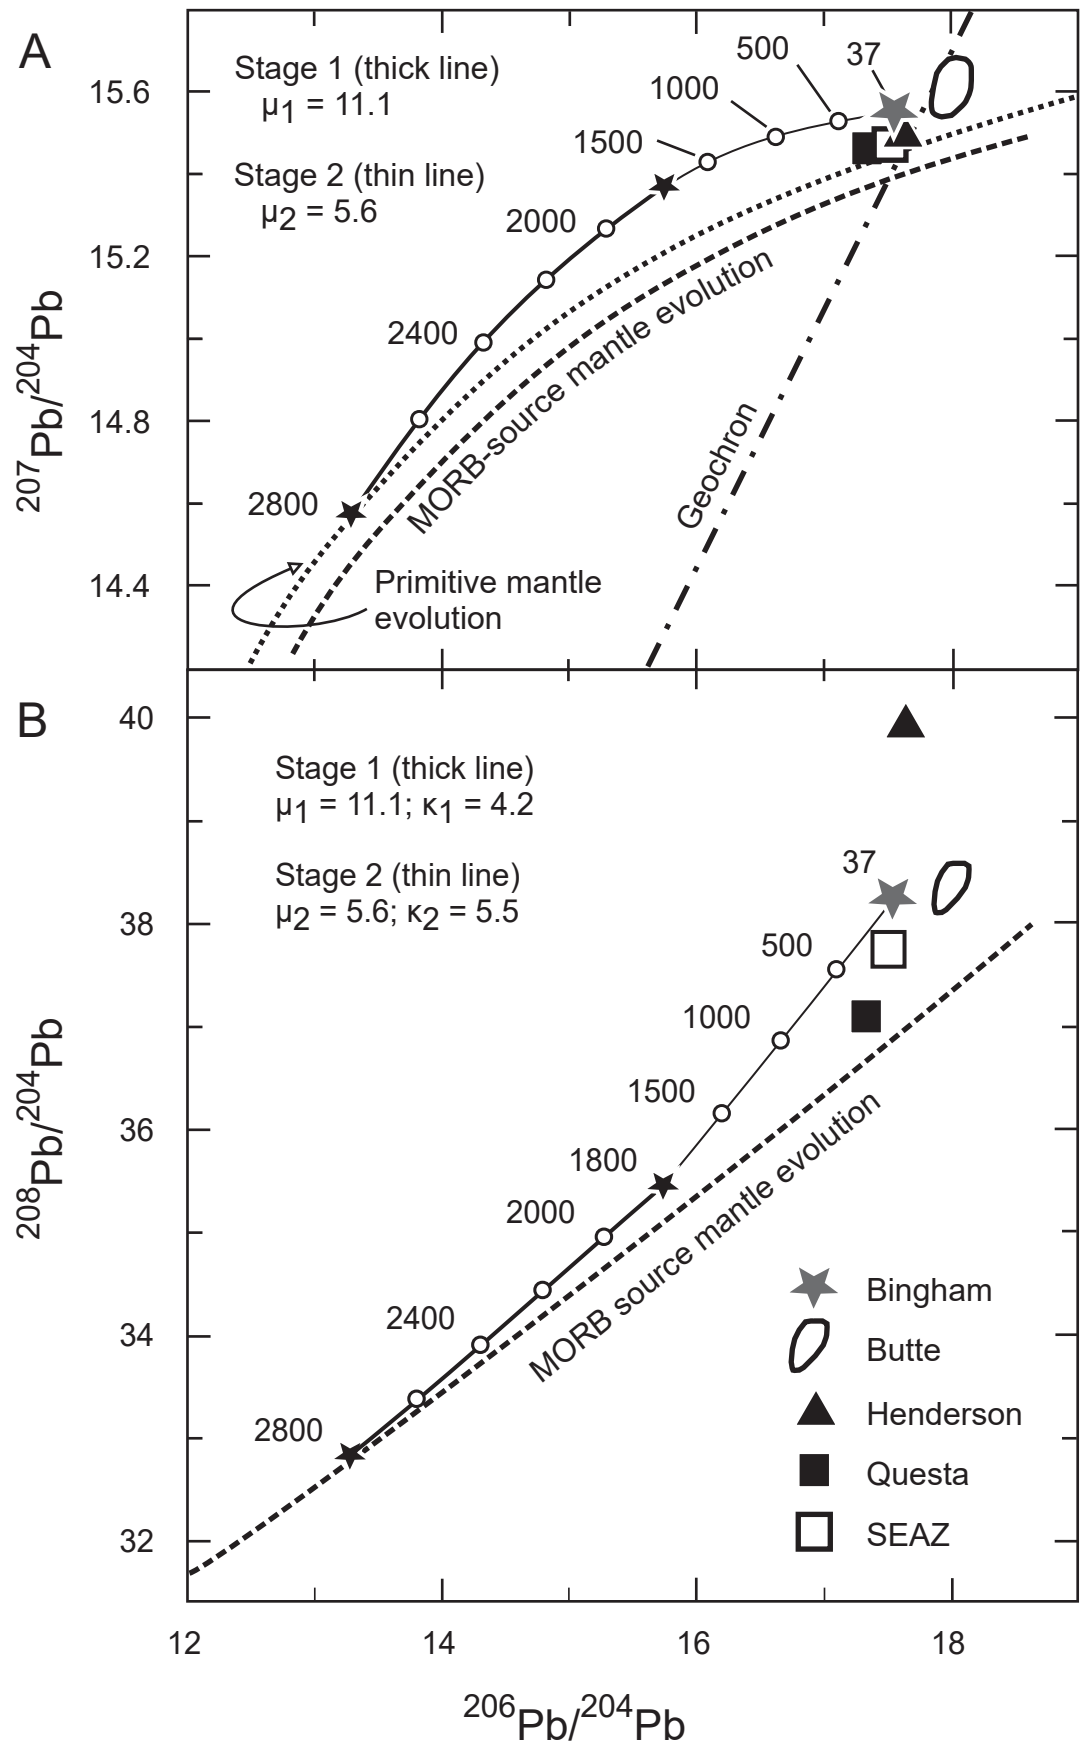 A
Stage 1 (thick line)
μ1 = 11.1
Stage 2 (thin line)
μ2 = 5.6
500
37
1000
1500
2000
2400
2800
15.6
15.2
14.8
14.4
207Pb/204Pb
MORB-source mantle evolution
Geochron
Primitive mantle
evolution
B
Stage 1 (thick line)
μ1 = 11.1; κ1 = 4.2
Stage 2 (thin line)
μ2 = 5.6; κ2 = 5.5
37
500
1000
1500
1800
2000
2400
2800
40
38
36
34
32
208Pb/204Pb
MORB source mantle evolution
Bingham
Butte
Henderson
Questa
SEAZ
12
14
16
18
206Pb/204Pb